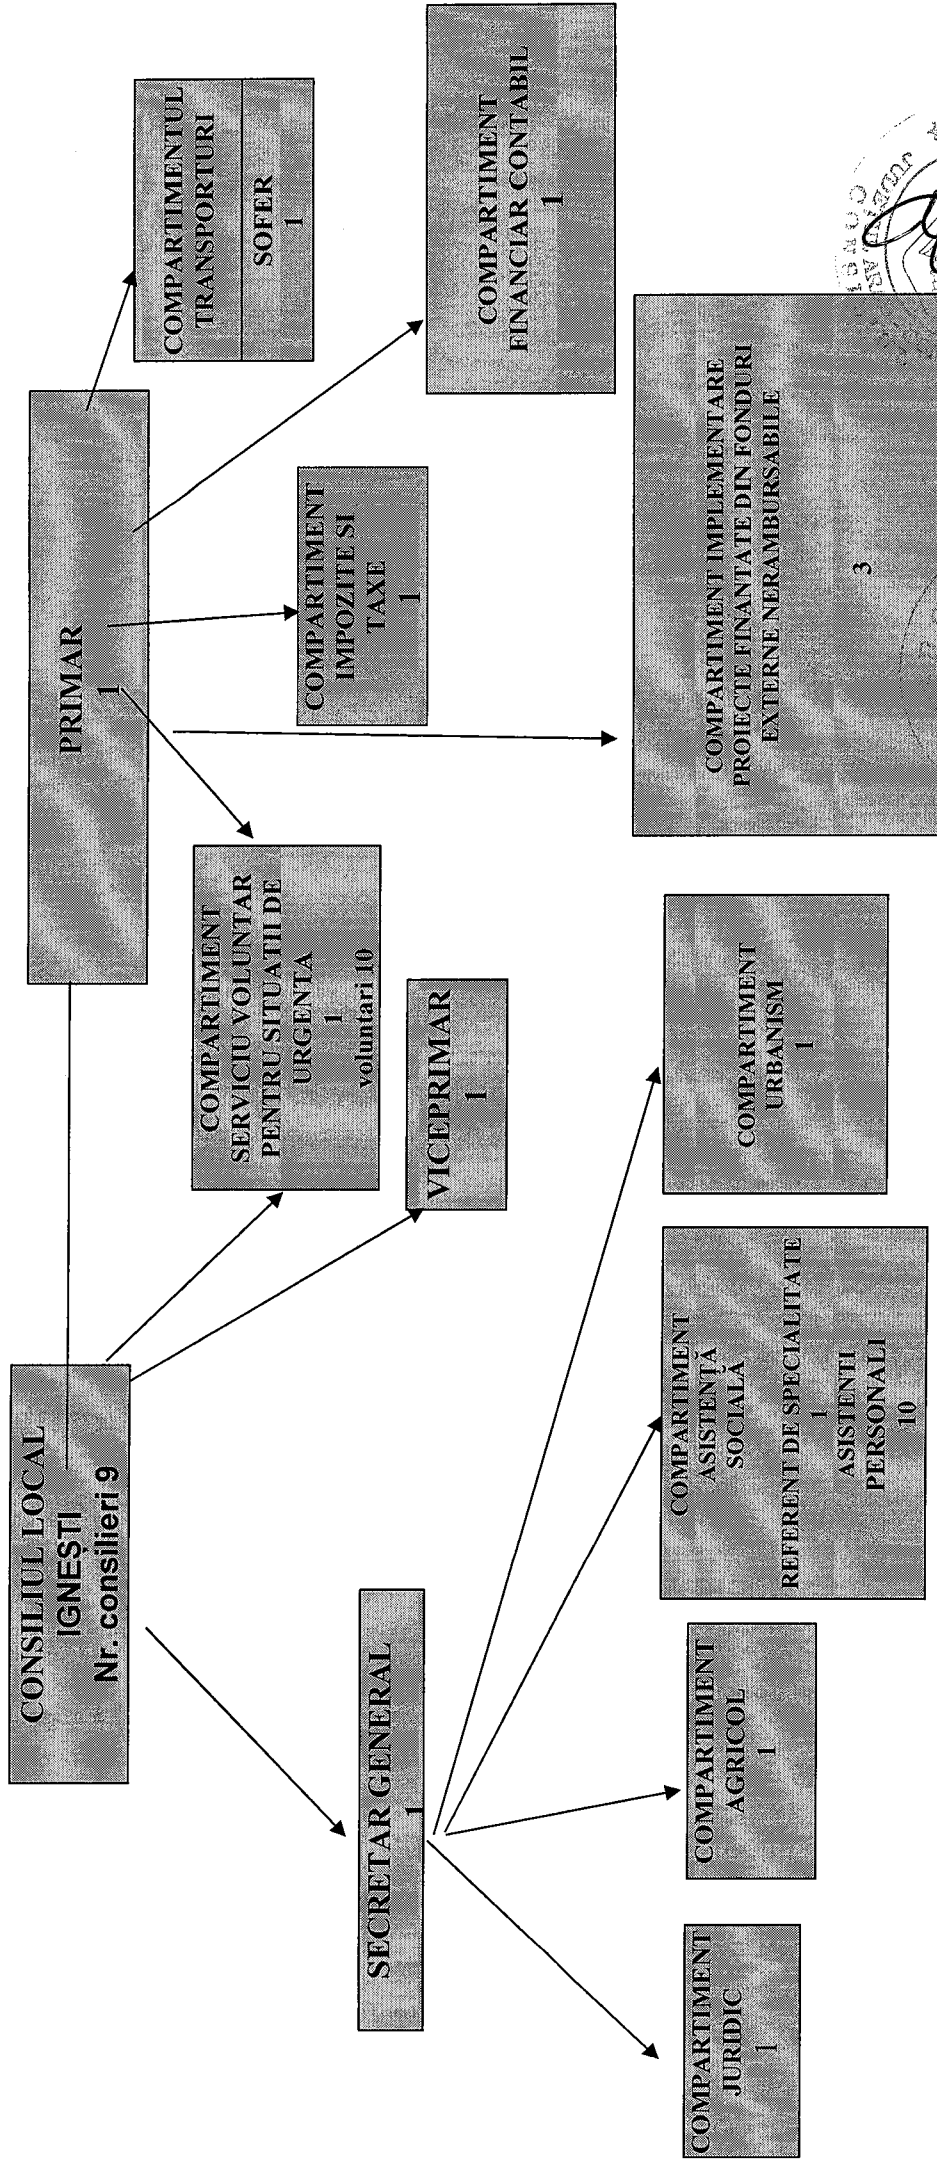 CONSILIUL LOCAL
IGNEȘTI
Nr. consilieri 9
PRIMAR
1
COMPARTIMENTUL
TRANSPORTURI
SOFER
1
COMPARTIMENT
SERVICIU VOLUNTAR
PENTRU SITUATII DE
URGENTA
1
voluntari 10
COMPARTIMENT
IMPOZITE SI
TAXE
1
COMPARTIMENT
FINANCIAR CONTABIL
1
SECRETAR GENERAL
1
VICEPRIMAR
1
COMPARTIMENT
JURIDIC
1
COMPARTIMENT
AGRICOL
1
COMPARTIMENT
ASISTENȚĂ
SOCIALĂ
REFERENT DE SPECIALITATE
1
ASISTENTI
PERSONALI
10
COMPARTIMENT
URBANISM
1
COMPARTIMENT IMPLEMENTARE
PROIECTE FINANTATE DIN FONDURI
EXTERNE NERAMBURSABILE
3